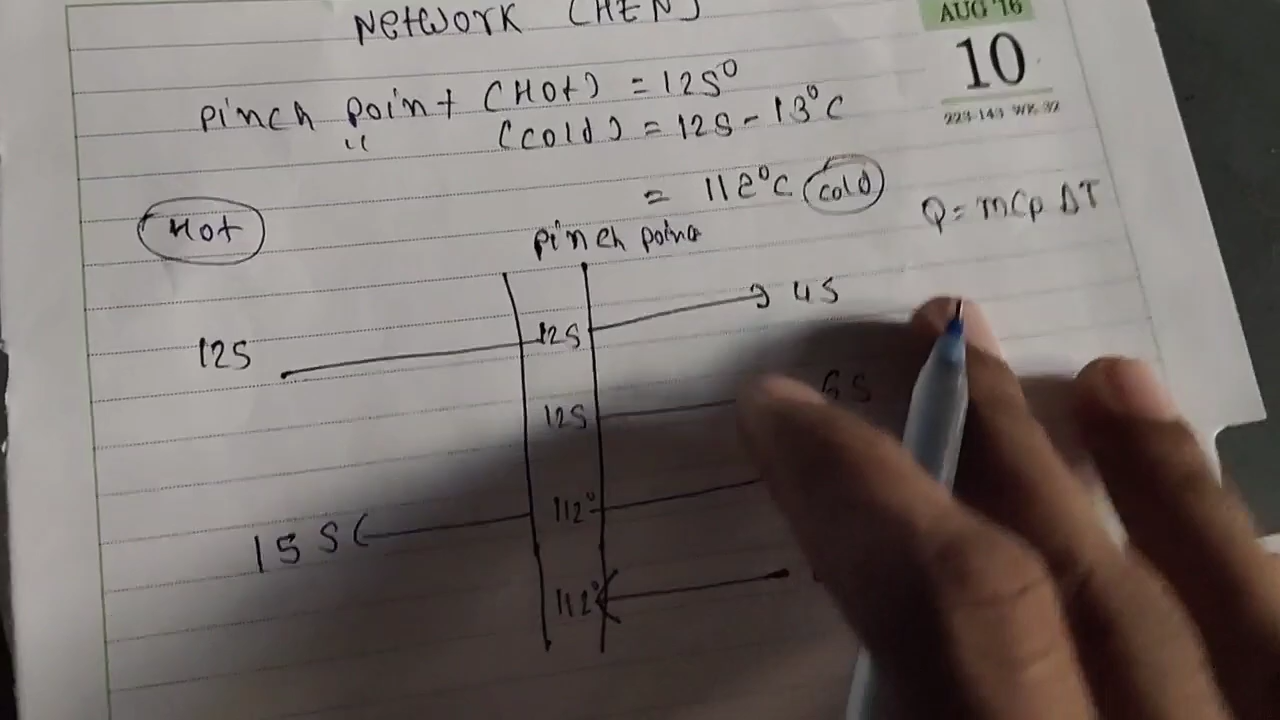 Network (HEN)
AUG '16
10
223-143 WK-32
pinch point (Hot) = 125°
" (cold) = 125 - 13°C
= 112°C cold
Hot
Q = mCp ΔT
pinch point
125 125 45
125 65
155 112°
112°